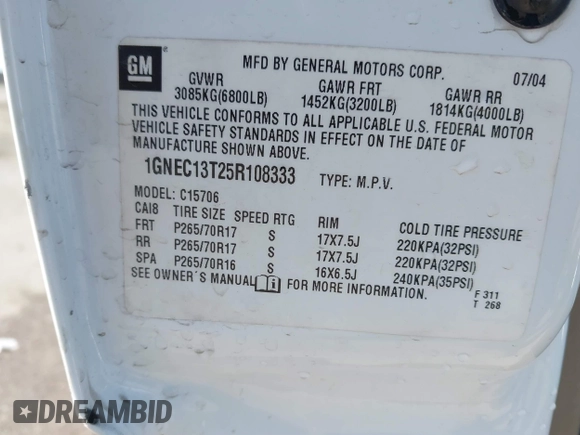 GM
MFD BY GENERAL MOTORS CORP. 07/04
GVWR GAWR FRT GAWR RR
3085KG(6800LB) 1452KG(3200LB) 1814KG(4000LB)
THIS VEHICLE CONFORMS TO ALL APPLICABLE U.S. FEDERAL MOTOR
VEHICLE SAFETY STANDARDS IN EFFECT ON THE DATE OF
MANUFACTURE SHOWN ABOVE.
1GNEC13T25R108333 TYPE: M.P.V.
MODEL: C15706
CAI8 TIRE SIZE SPEED RTG RIM COLD TIRE PRESSURE
FRT P265/70R17 S 17X7.5J 220KPA(32PSI)
RR P265/70R17 S 17X7.5J 220KPA(32PSI)
SPA P265/70R16 S 16X6.5J 240KPA(35PSI)
SEE OWNER´S MANUAL i FOR MORE INFORMATION.
F 311
T 268
DREAMBID